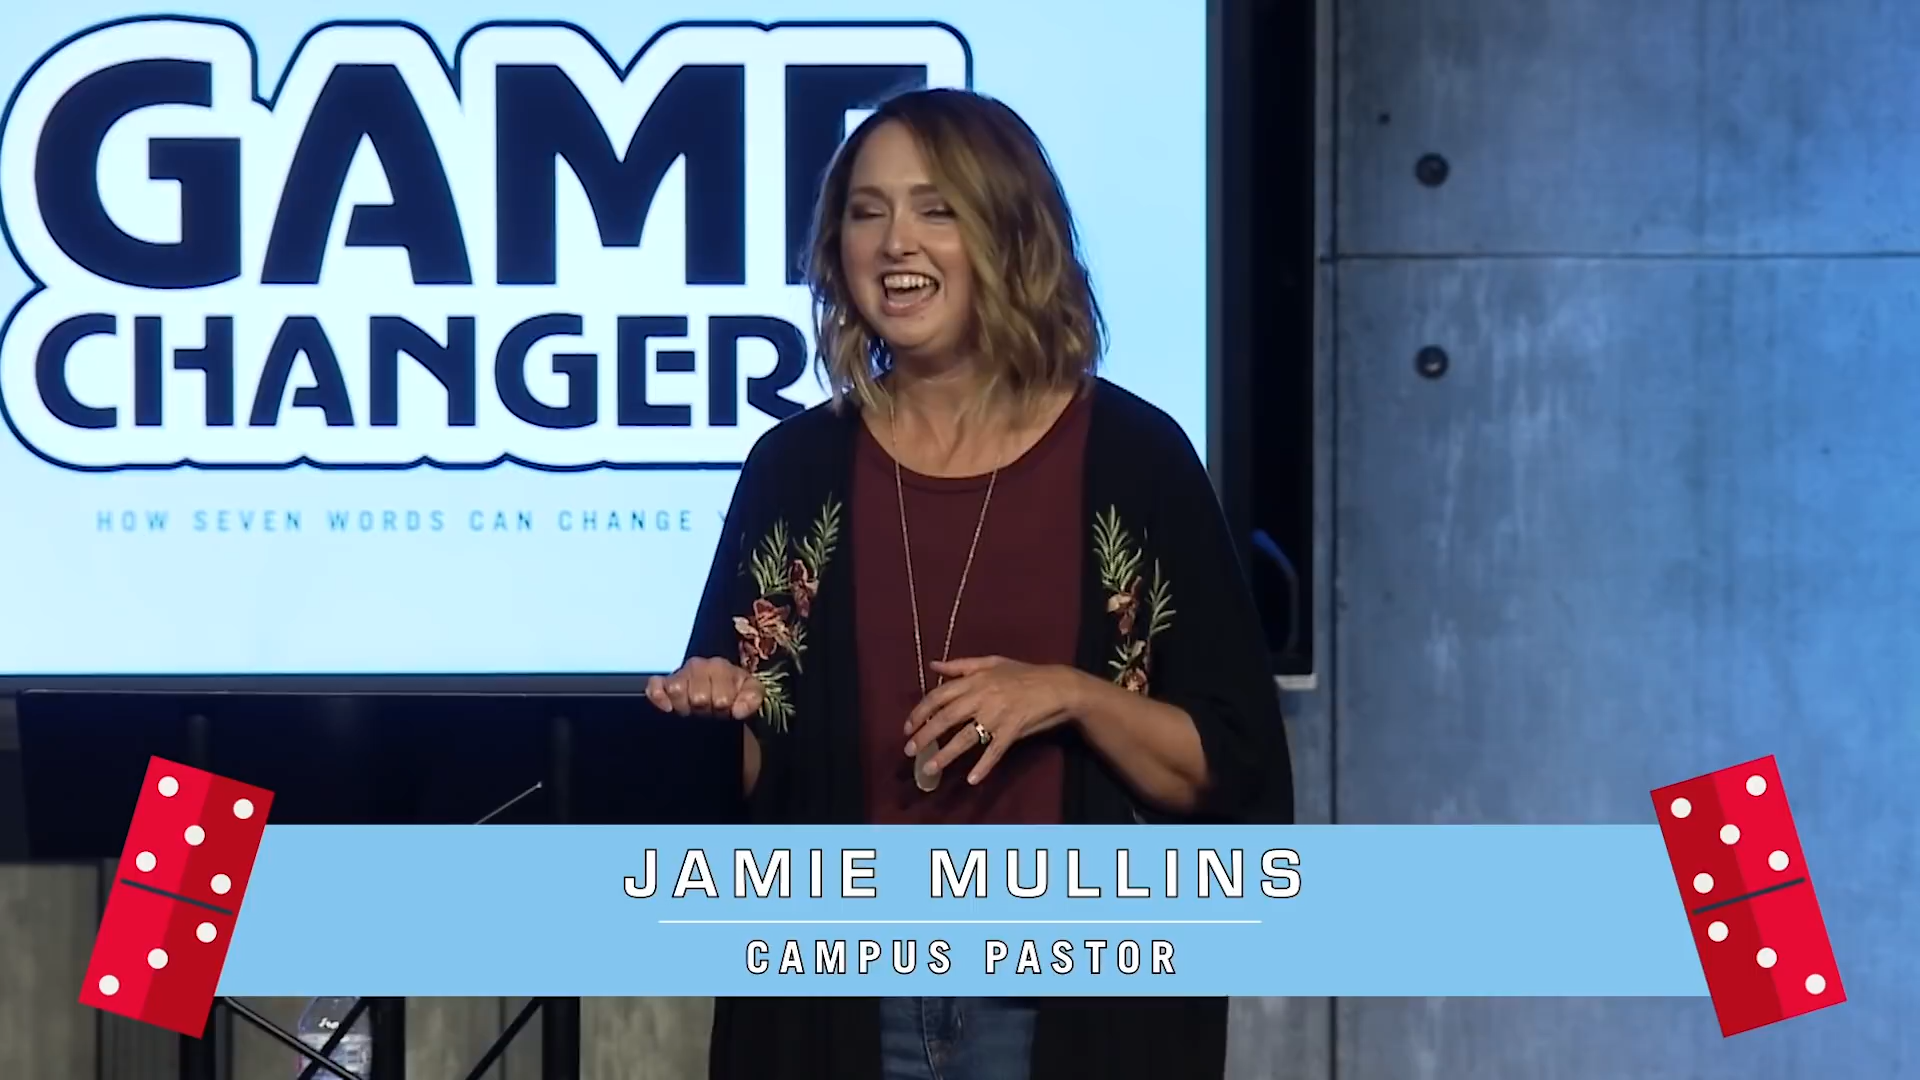 GAME
CHANGER
HOW SEVEN WORDS CAN CHANGE
JAMIE MULLINS
CAMPUS PASTOR